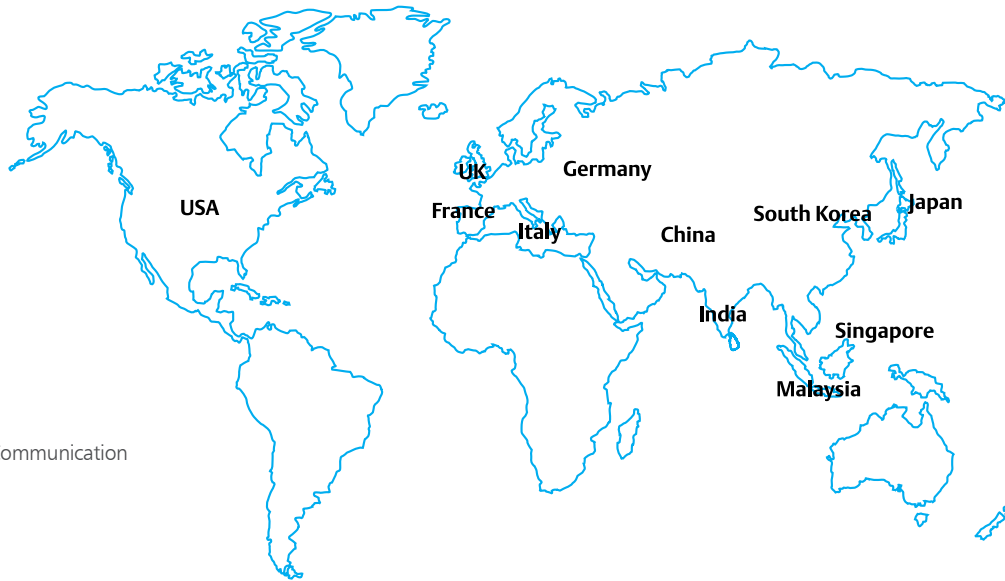 UK
Germany
USA
France
Japan
South Korea
Italy
China
India
Singapore
Malaysia
ommunication